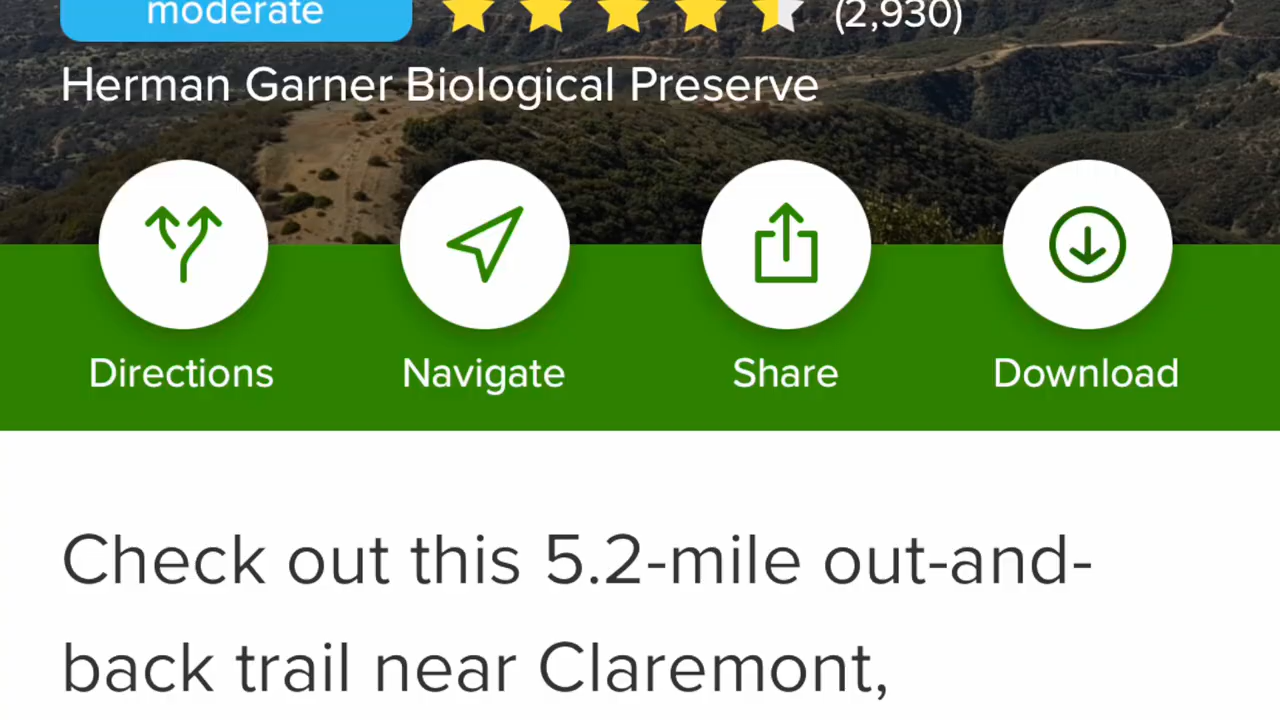 moderate (2,930)
Herman Garner Biological Preserve
Directions Navigate Share Download
Check out this 5.2-mile out-and-
back trail near Claremont,